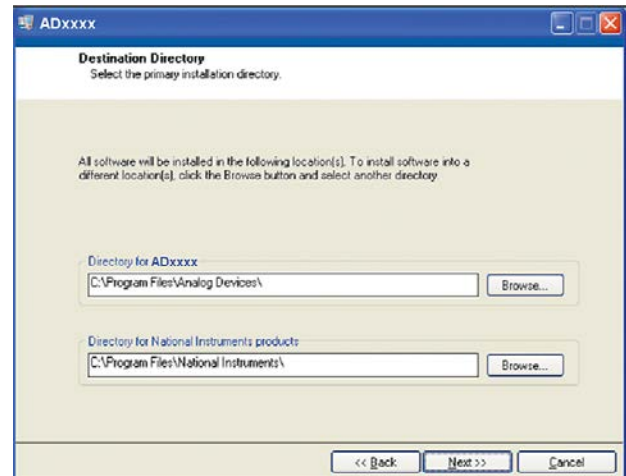 ADxxxx
Destination Directory
Select the primary installation directory.
All software will be installed in the following location(s). To install software into a
different location(s), click the Browse button and select another directory
Directory for ADxxxx
C:\Program Files\Analog Devices\
Browse...
Directory for National Instruments products
C:\Program Files\National Instruments\
Browse...
<< Back
Next >>
Cancel